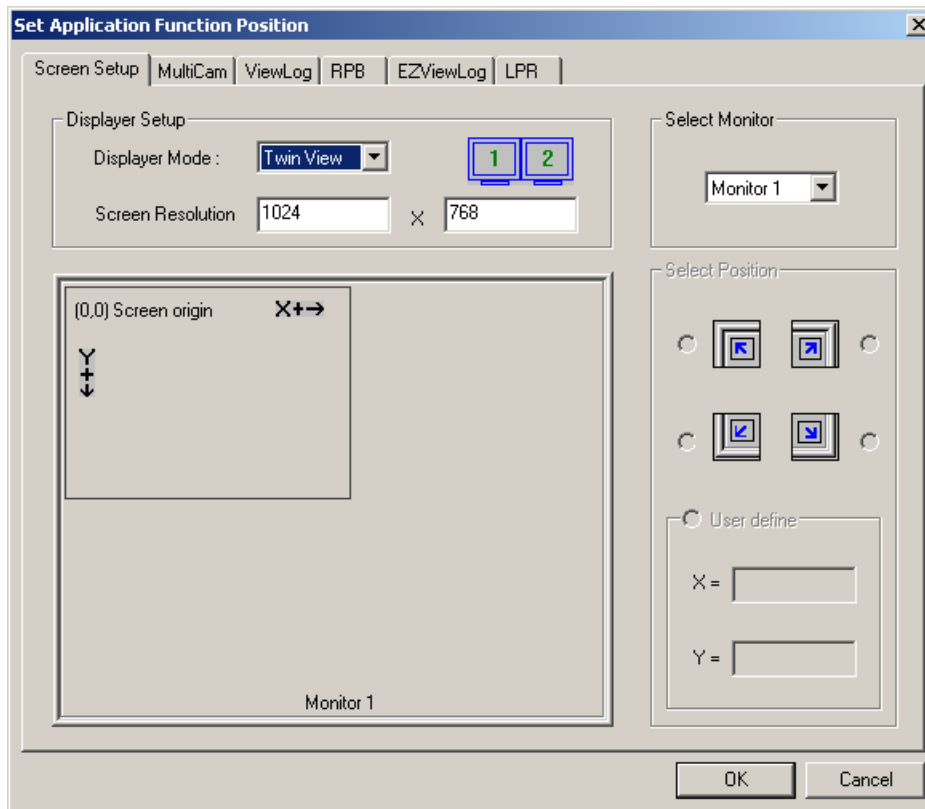 Set Application Function Position
Screen Setup MultiCam ViewLog RPB EZViewLog LPR
Displayer Setup
Displayer Mode : Twin View
1 2
Screen Resolution 1024 X 768
Select Monitor
Monitor 1
(0,0) Screen origin X+→
Y
+
↓
Monitor 1
Select Position
User define
X =
Y =
OK Cancel